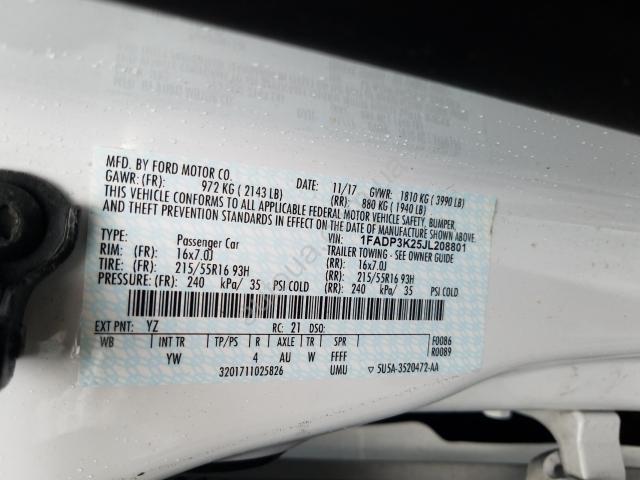 MFD. BY FORD MOTOR CO.
DATE: 11/17 GVWR: 1810 KG ( 3990 LB)
GAWR: (FR): 972 KG ( 2143 LB) (RR): 880 KG ( 1940 LB)
THIS VEHICLE CONFORMS TO ALL APPLICABLE FEDERAL MOTOR VEHICLE SAFETY, BUMPER,
AND THEFT PREVENTION STANDARDS IN EFFECT ON THE DATE OF MANUFACTURE SHOWN ABOVE.
VIN: 1FADP3K25JL208801
TYPE: Passenger Car TRAILER TOWING - SEE OWNER GUIDE
RIM: (FR): 16x7.0J (RR): 16x7.0J
TIRE: (FR): 215/55R16 93H (RR): 215/55R16 93H
PRESSURE: (FR): 240 kPa/ 35 PSI COLD (RR): 240 kPa/ 35 PSI COLD
EXT PNT: YZ RC: 21 DSO:
WB INT TR TP/PS R AXLE TR SPR F0086
YW 4 AU W FFFF R0089
3201711025826 UMU ▽ 5U5A-3520472-AA